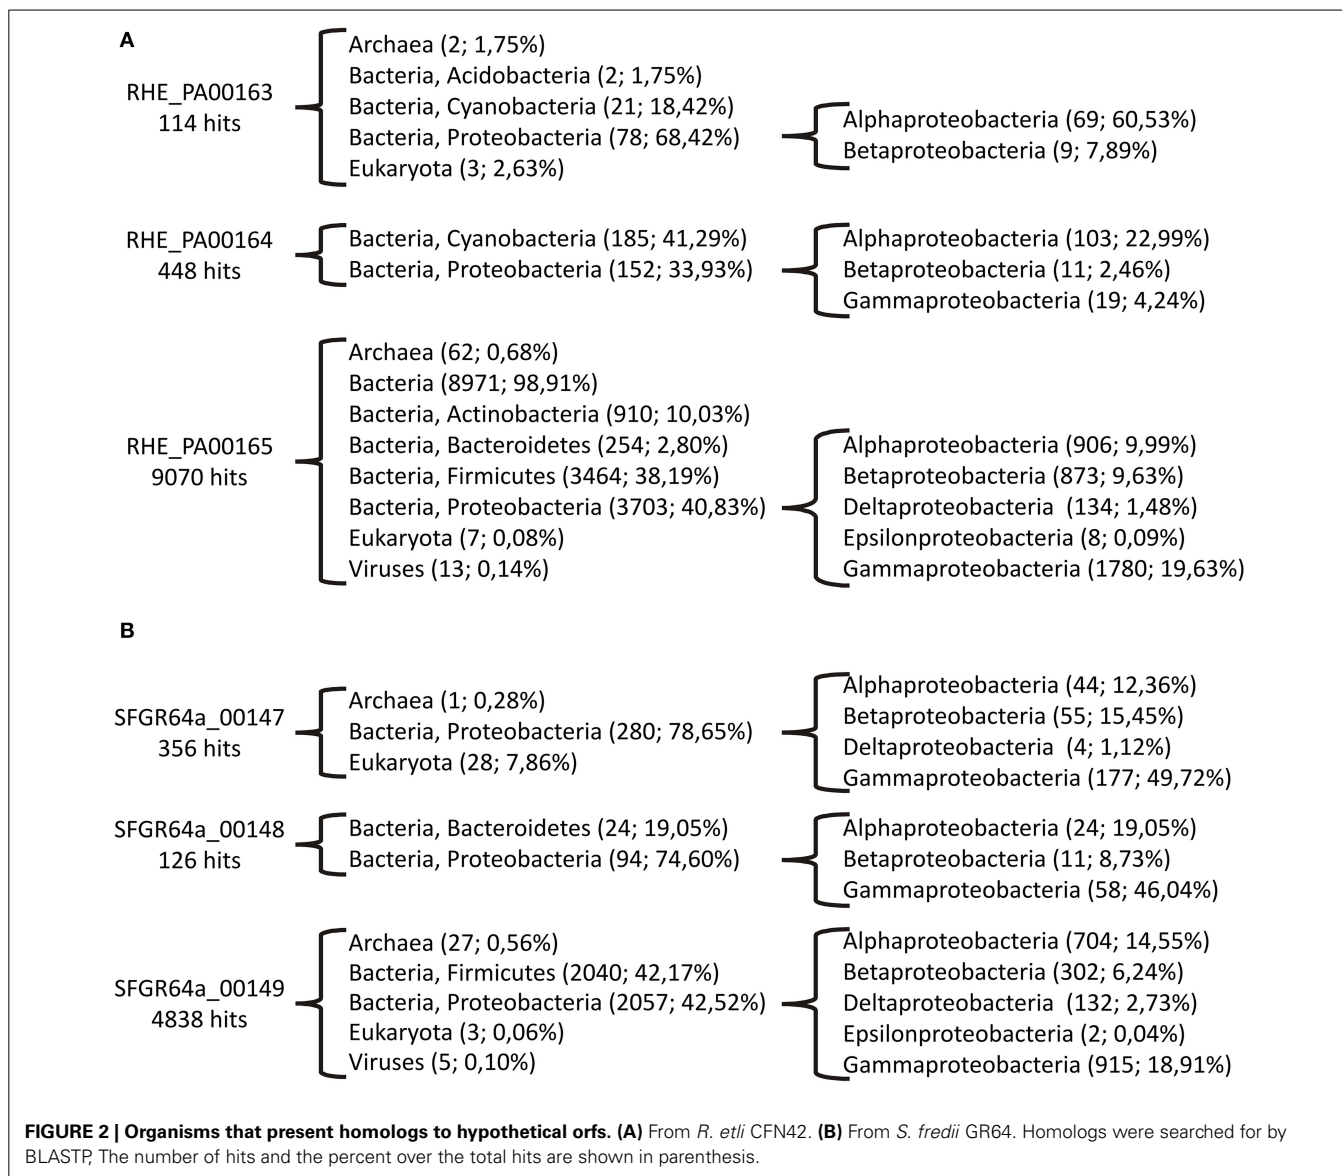 A
RHE_PA00163
114 hits
Archaea (2; 1,75%)
Bacteria, Acidobacteria (2; 1,75%)
Bacteria, Cyanobacteria (21; 18,42%)
Bacteria, Proteobacteria (78; 68,42%)
Eukaryota (3; 2,63%)
Alphaproteobacteria (69; 60,53%)
Betaproteobacteria (9; 7,89%)
RHE_PA00164
448 hits
Bacteria, Cyanobacteria (185; 41,29%)
Bacteria, Proteobacteria (152; 33,93%)
Alphaproteobacteria (103; 22,99%)
Betaproteobacteria (11; 2,46%)
Gammaproteobacteria (19; 4,24%)
RHE_PA00165
9070 hits
Archaea (62; 0,68%)
Bacteria (8971; 98,91%)
Bacteria, Actinobacteria (910; 10,03%)
Bacteria, Bacteroidetes (254; 2,80%)
Bacteria, Firmicutes (3464; 38,19%)
Bacteria, Proteobacteria (3703; 40,83%)
Eukaryota (7; 0,08%)
Viruses (13; 0,14%)
Alphaproteobacteria (906; 9,99%)
Betaproteobacteria (873; 9,63%)
Deltaproteobacteria (134; 1,48%)
Epsilonproteobacteria (8; 0,09%)
Gammaproteobacteria (1780; 19,63%)
B
SFGR64a_00147
356 hits
Archaea (1; 0,28%)
Bacteria, Proteobacteria (280; 78,65%)
Eukaryota (28; 7,86%)
Alphaproteobacteria (44; 12,36%)
Betaproteobacteria (55; 15,45%)
Deltaproteobacteria (4; 1,12%)
Gammaproteobacteria (177; 49,72%)
SFGR64a_00148
126 hits
Bacteria, Bacteroidetes (24; 19,05%)
Bacteria, Proteobacteria (94; 74,60%)
Alphaproteobacteria (24; 19,05%)
Betaproteobacteria (11; 8,73%)
Gammaproteobacteria (58; 46,04%)
SFGR64a_00149
4838 hits
Archaea (27; 0,56%)
Bacteria, Firmicutes (2040; 42,17%)
Bacteria, Proteobacteria (2057; 42,52%)
Eukaryota (3; 0,06%)
Viruses (5; 0,10%)
Alphaproteobacteria (704; 14,55%)
Betaproteobacteria (302; 6,24%)
Deltaproteobacteria (132; 2,73%)
Epsilonproteobacteria (2; 0,04%)
Gammaproteobacteria (915; 18,91%)
FIGURE 2 | Organisms that present homologs to hypothetical orfs. (A) From R. etli CFN42. (B) From S. fredii GR64. Homologs were searched for by
BLASTP, The number of hits and the percent over the total hits are shown in parenthesis.